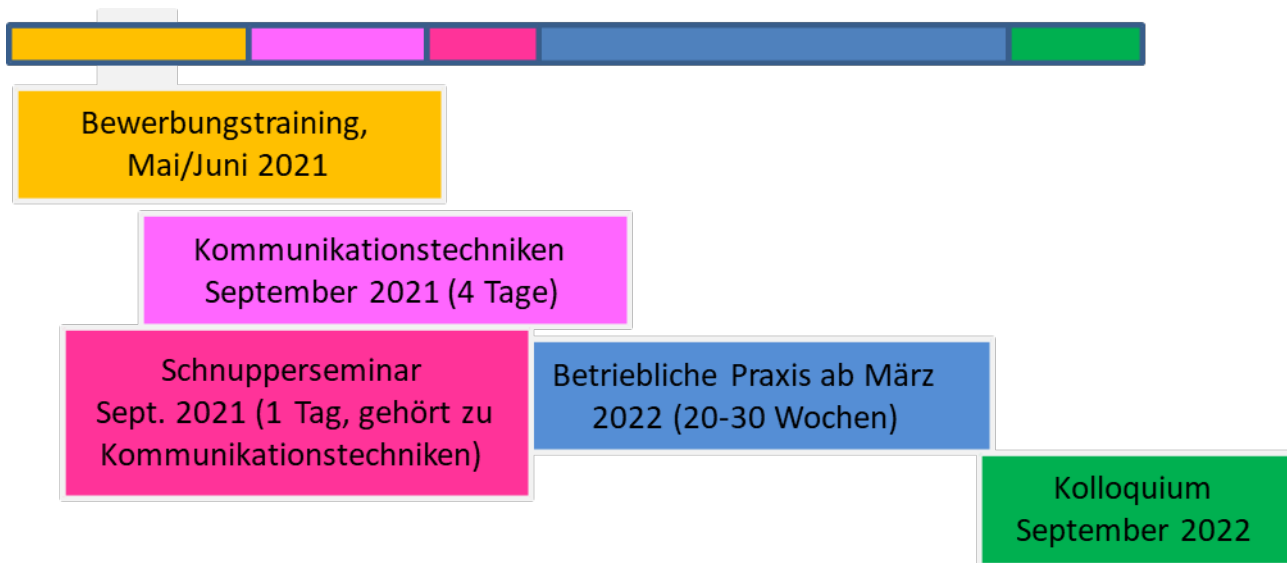 Bewerbungstraining,
Mai/Juni 2021
Kommunikationstechniken
September 2021 (4 Tage)
Schnupperseminar
Sept. 2021 (1 Tag, gehört zu
Kommunikationstechniken)
Betriebliche Praxis ab März
2022 (20-30 Wochen)
Kolloquium
September 2022